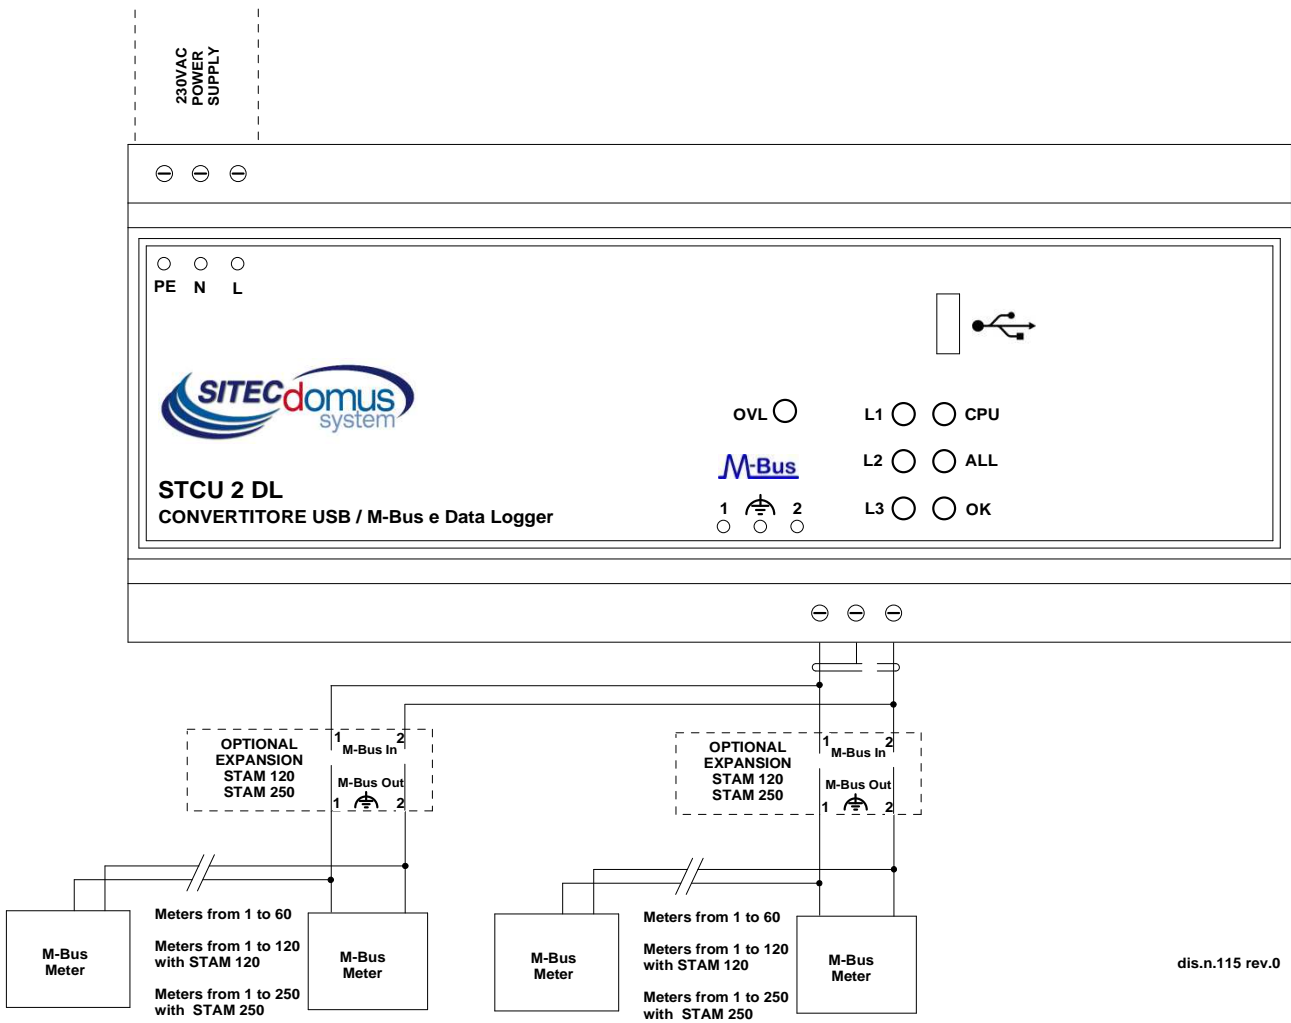 230VAC
POWER
SUPPLY
PE N L
SITECdomus
system
OVL
L1 CPU
M-Bus
L2 ALL
STCU 2 DL
1 2
L3 OK
CONVERTITORE USB / M-Bus e Data Logger
OPTIONAL
EXPANSION
STAM 120
STAM 250
1 2
M-Bus In
M-Bus Out
1 2
OPTIONAL
EXPANSION
STAM 120
STAM 250
1 2
M-Bus In
M-Bus Out
1 2
M-Bus
Meter
Meters from 1 to 60
Meters from 1 to 120
with STAM 120
Meters from 1 to 250
with STAM 250
M-Bus
Meter
M-Bus
Meter
Meters from 1 to 60
Meters from 1 to 120
with STAM 120
Meters from 1 to 250
with STAM 250
M-Bus
Meter
dis.n.115 rev.0